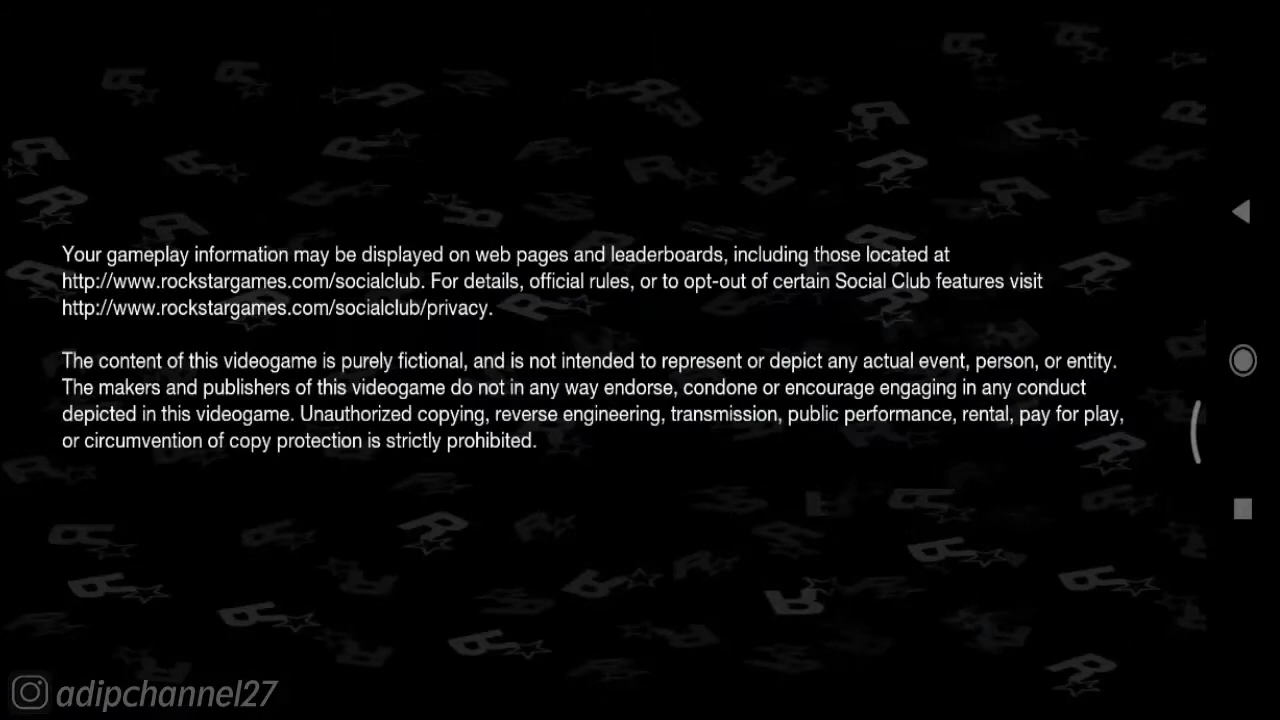 Your gameplay information may be displayed on web pages and leaderboards, including those located at
http://www.rockstargames.com/socialclub. For details, official rules, or to opt-out of certain Social Club features visit
http://www.rockstargames.com/socialclub/privacy.
The content of this videogame is purely fictional, and is not intended to represent or depict any actual event, person, or entity.
The makers and publishers of this videogame do not in any way endorse, condone or encourage engaging in any conduct
depicted in this videogame. Unauthorized copying, reverse engineering, transmission, public performance, rental, pay for play,
or circumvention of copy protection is strictly prohibited.
adipchannel27